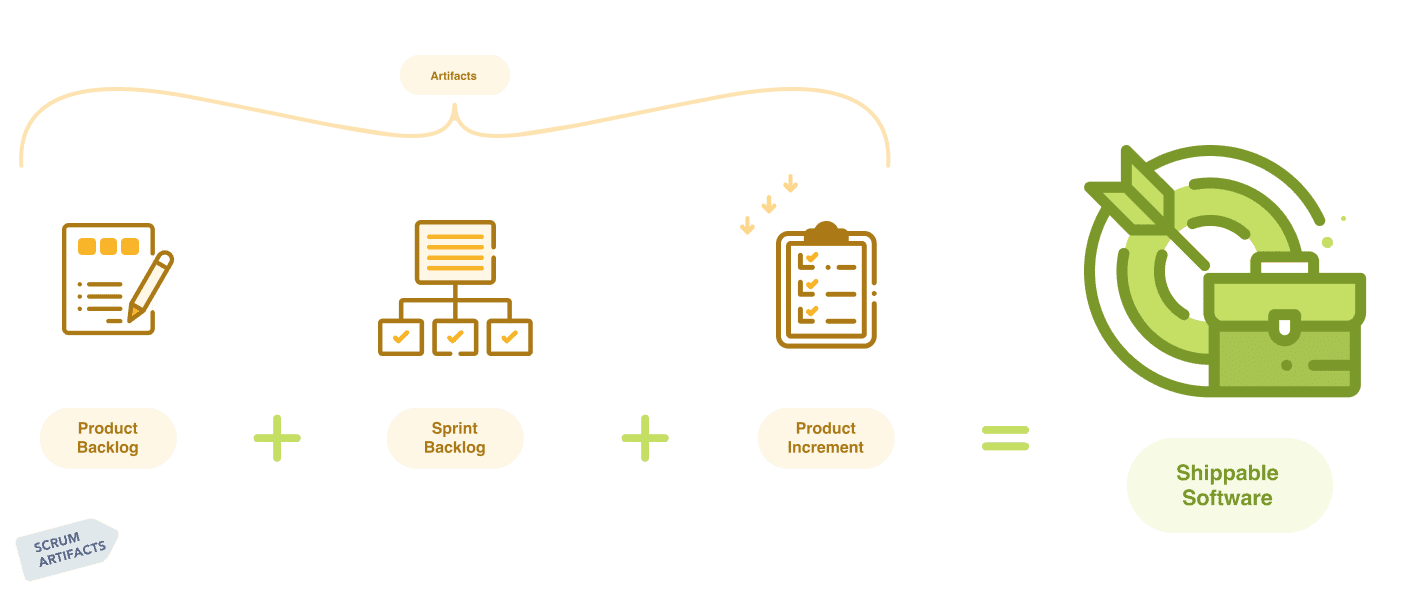 Artifacts
Product
Backlog
Sprint
Backlog
Product
Increment
Shippable
Software
SCRUM
ARTIFACTS